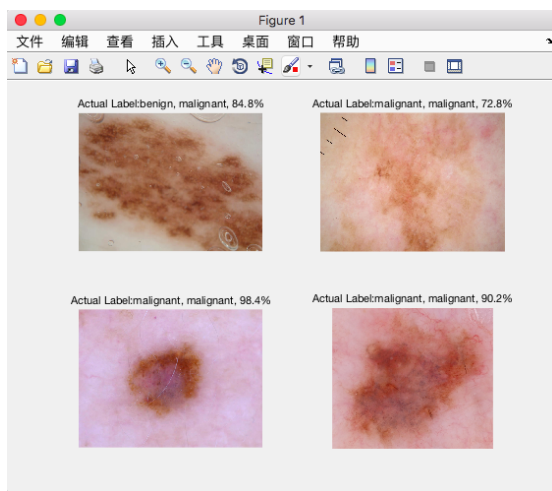 Figure 1
文件 编辑 查看 插入 工具 桌面 窗口 帮助
Actual Label:benign, malignant, 84.8%
Actual Label:malignant, malignant, 72.8%
Actual Label:malignant, malignant, 98.4%
Actual Label:malignant, malignant, 90.2%